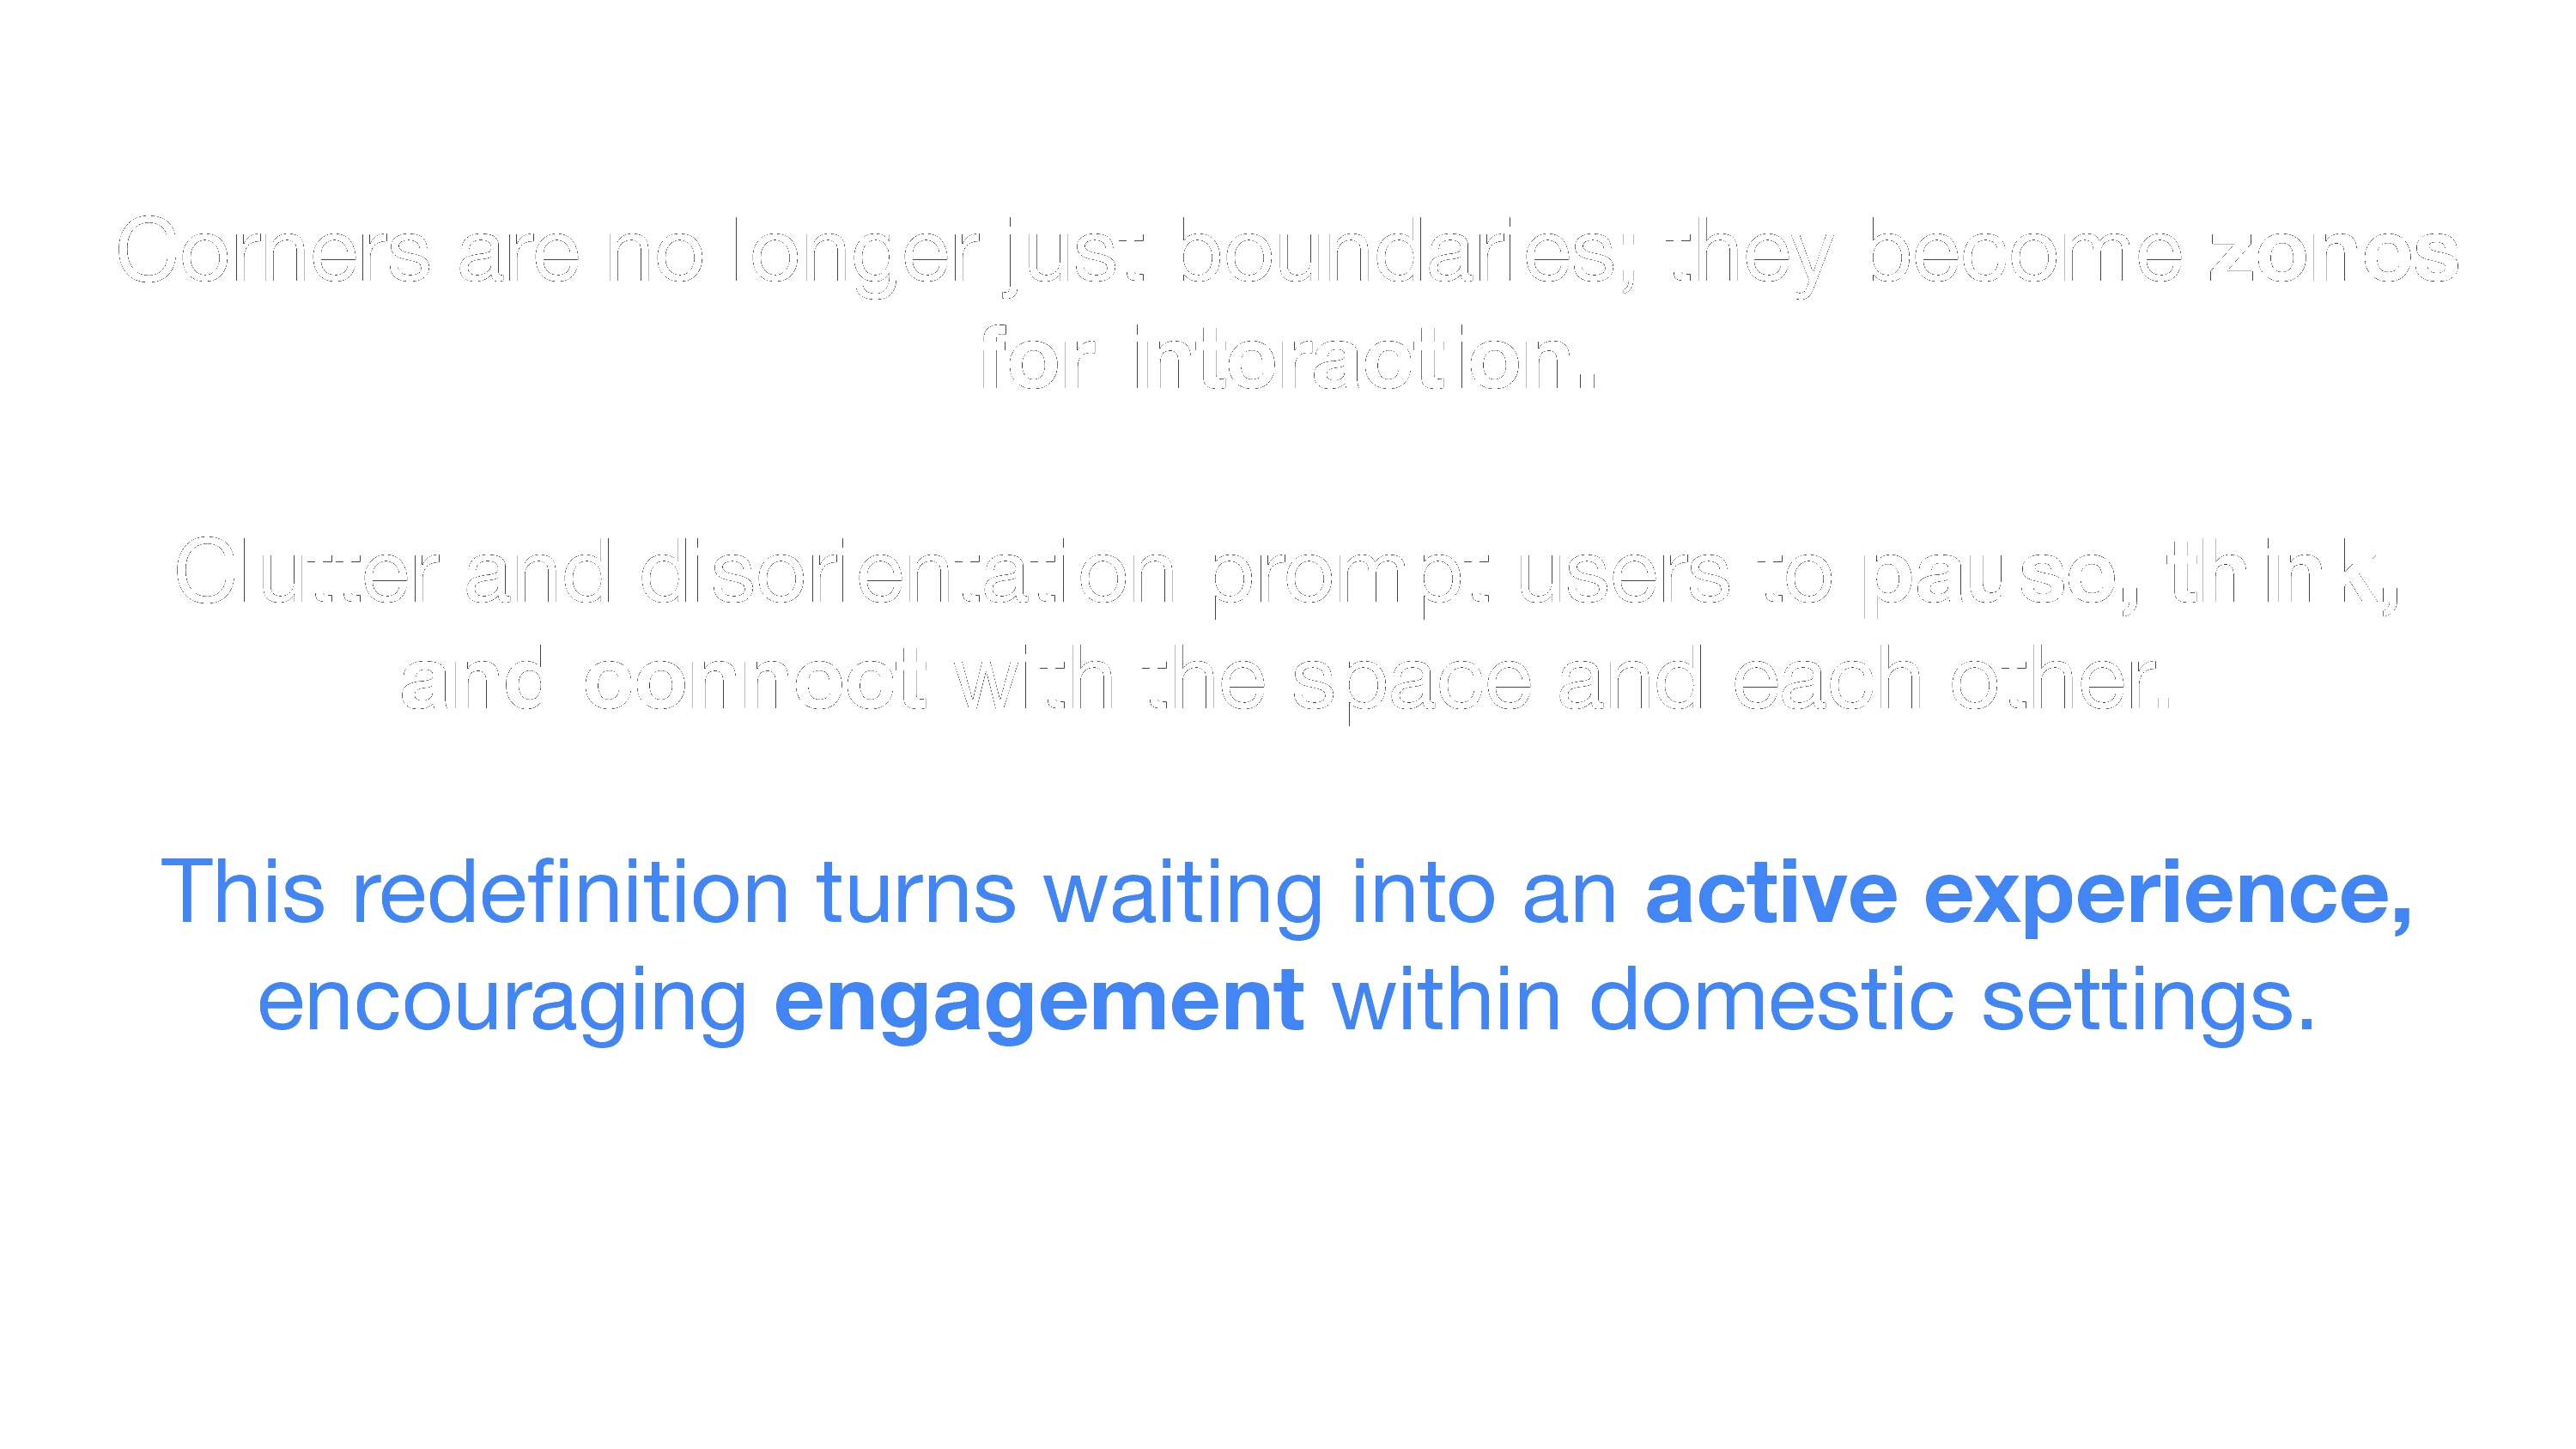 Corners are no longer just boundaries; they become zones
for interaction.
Clutter and disorientation prompt users to pause, think,
and connect with the space and each other.
This redefinition turns waiting into an active experience,
encouraging engagement within domestic settings.